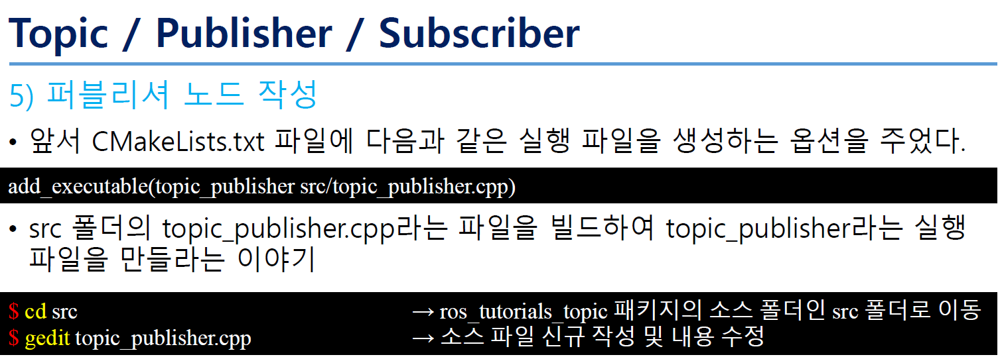 Topic / Publisher / Subscriber
5) 퍼블리셔 노드 작성
• 앞서 CMakeLists.txt 파일에 다음과 같은 실행 파일을 생성하는 옵션을 주었다.
add_executable(topic_publisher src/topic_publisher.cpp)
• src 폴더의 topic_publisher.cpp라는 파일을 빌드하여 topic_publisher라는 실행
파일을 만들라는 이야기
$ cd src → ros_tutorials_topic 패키지의 소스 폴더인 src 폴더로 이동
$ gedit topic_publisher.cpp → 소스 파일 신규 작성 및 내용 수정